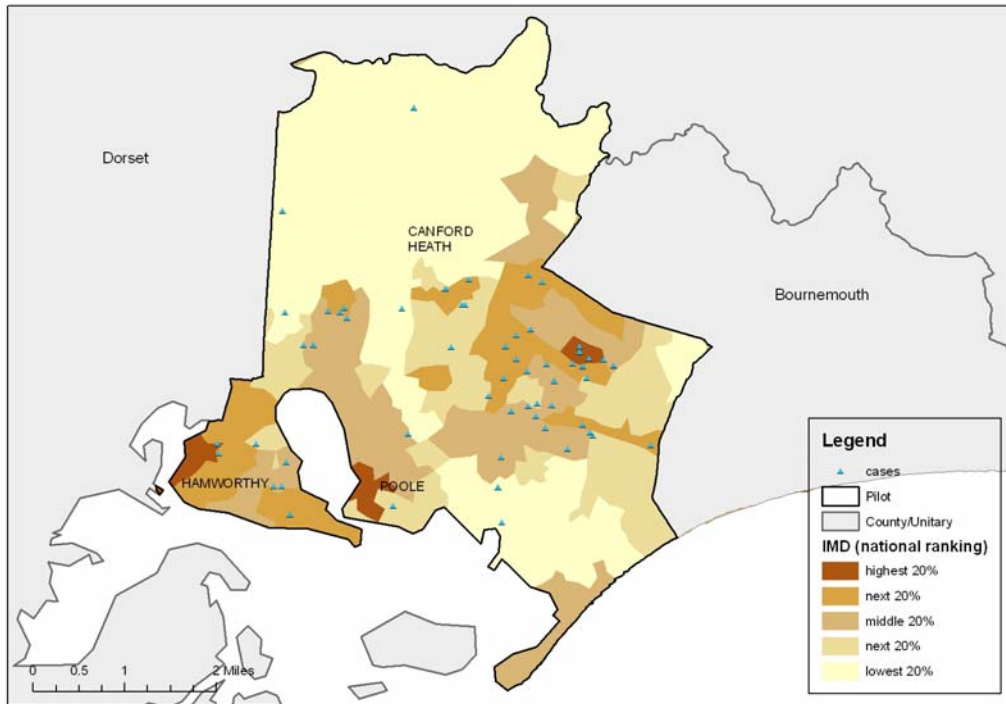 Dorset
CANFORD
HEATH
Bournemouth
HAMWORTHY
POOLE
0 0.5 1 2 Miles
Legend
cases
Pilot
County/Unitary
IMD (national ranking)
highest 20%
next 20%
middle 20%
next 20%
lowest 20%